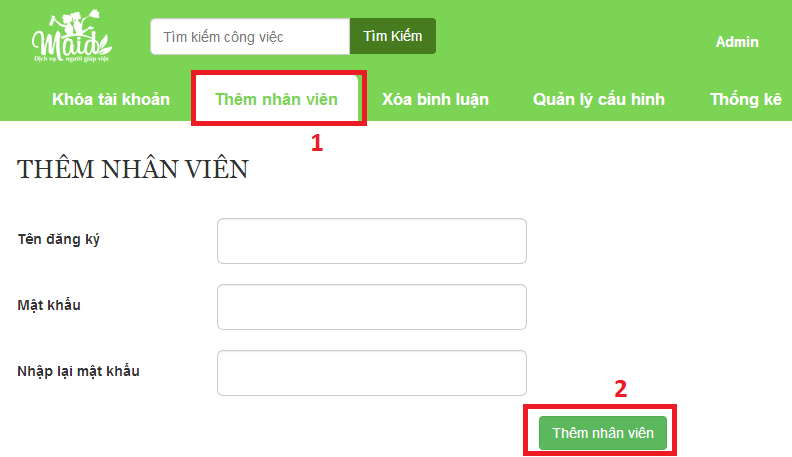 Maid
Dịch vụ người giúp việc
Tìm kiếm công việc
Tìm Kiếm
Admin
Khóa tài khoản
Thêm nhân viên
Xóa bình luận
Quản lý cấu hình
Thống kê
1
THÊM NHÂN VIÊN
Tên đăng ký
Mật khẩu
Nhập lại mật khẩu
2
Thêm nhân viên